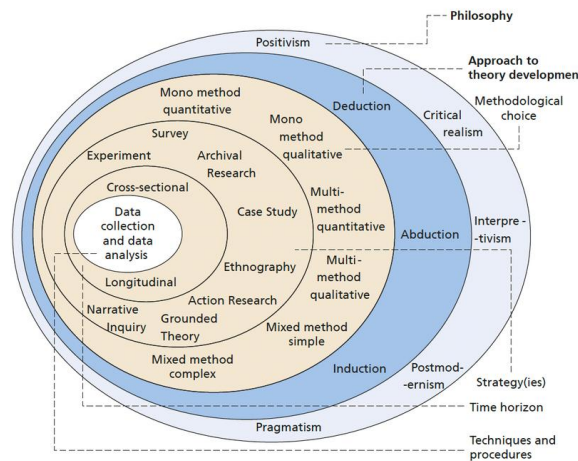 Philosophy
Positivism
Approach to
theory development
Mono method
quantitative
Deduction
Methodological
choice
Critical
realism
Mono
method
qualitative
Survey
Experiment
Archival
Research
Cross-sectional
Data
collection
and data
analysis
Case Study
Multi-
method
quantitative
Abduction
Interpre-
-tivism
Ethnography
Multi-
method
qualitative
Longitudinal
Action Research
Narrative
Inquiry
Grounded
Theory
Mixed method
simple
Mixed method
complex
Induction
Postmod-
-ernism
Strategy(ies)
Time horizon
Pragmatism
Techniques and
procedures